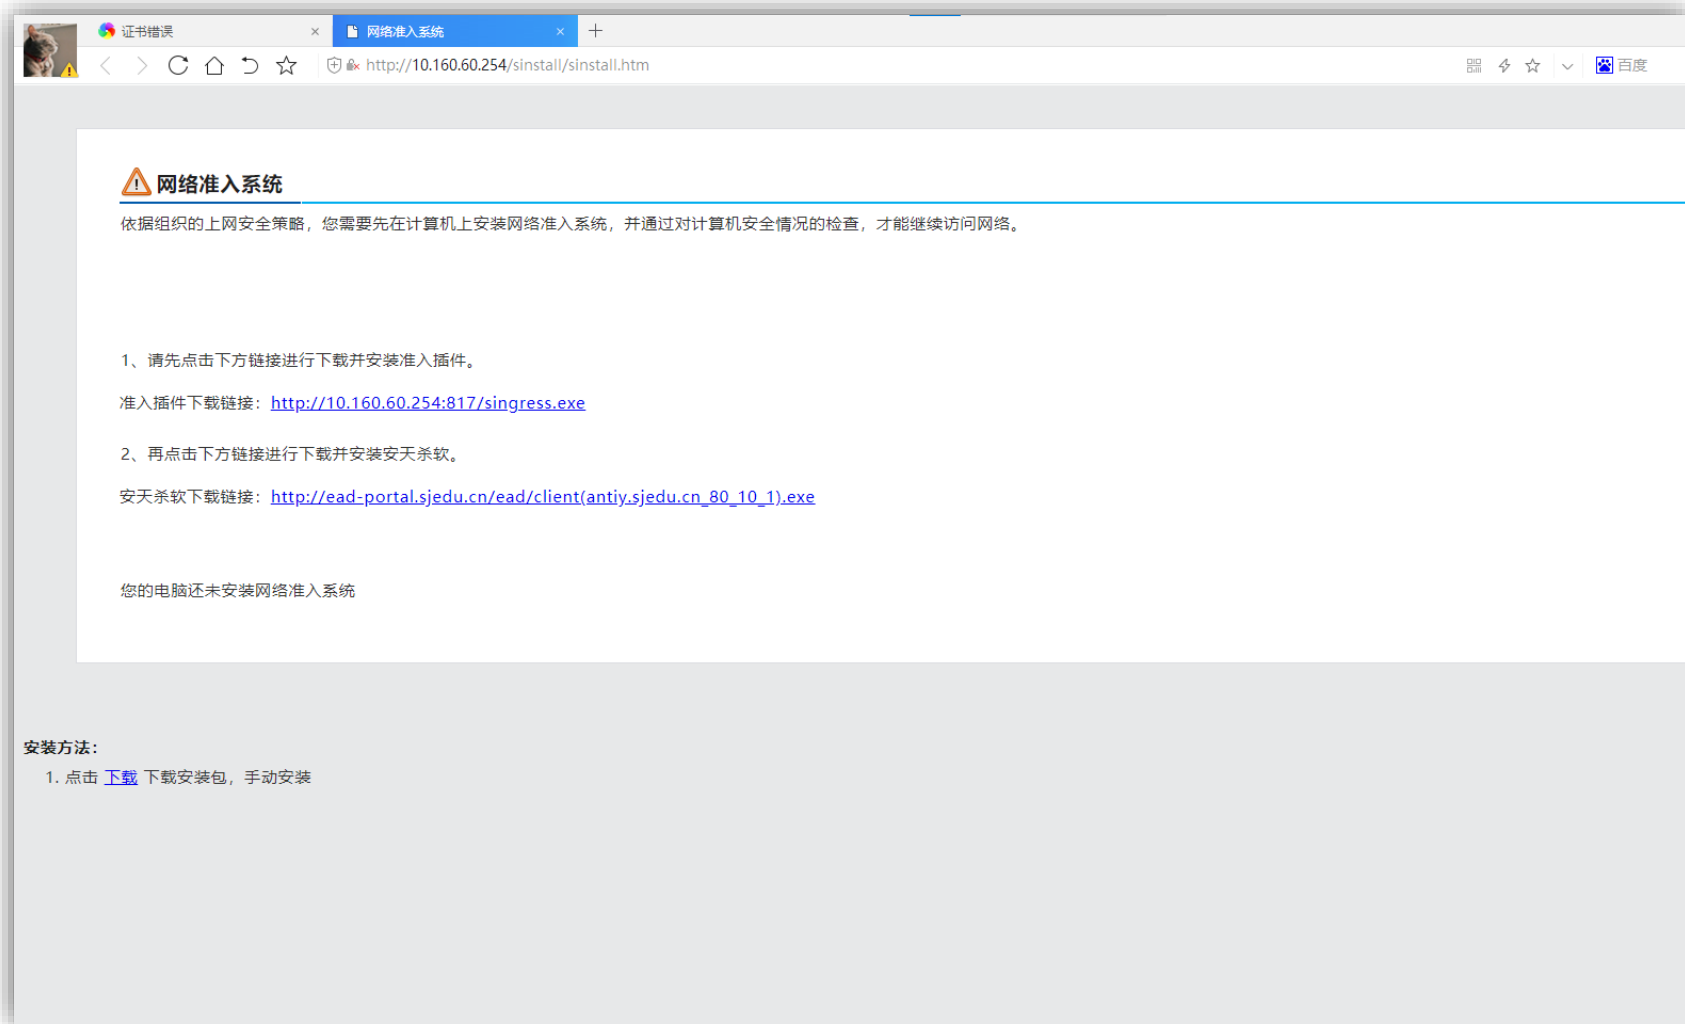 证书错误
网络准入系统
http://10.160.60.254/sinstall/sinstall.htm
百度
网络准入系统
依据组织的上网安全策略，您需要先在计算机上安装网络准入系统，并通过对计算机安全情况的检查，才能继续访问网络。
1、请先点击下方链接进行下载并安装准入插件。
准入插件下载链接：http://10.160.60.254:817/singress.exe
2、再点击下方链接进行下载并安装安天杀软。
安天杀软下载链接：http://ead-portal.sjedu.cn/ead/client(antiy.sjedu.cn_80_10_1).exe
您的电脑还未安装网络准入系统
安装方法：
1. 点击 下载 下载安装包，手动安装